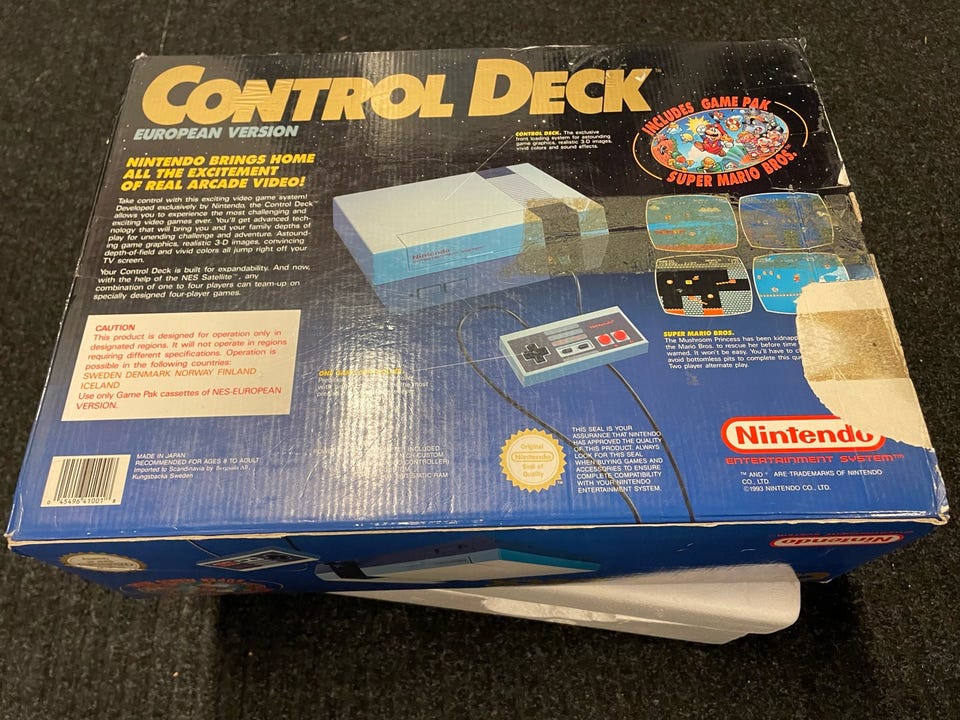 CONTROL DECK™
EUROPEAN VERSION
NINTENDO BRINGS HOME
ALL THE EXCITEMENT
OF REAL ARCADE VIDEO!
Take control with this exciting video game system!
Developed exclusively by Nintendo, the Control Deck™
allows you to experience the most challenging and
exciting video games ever. You'll get advanced tech-
nology that will bring you and your family depths of
play for unending challenge and adventure. Astound-
ing game graphics, realistic 3-D images, convincing
depth-of-field and vivid colors all jump right off your
TV screen.
Your Control Deck is built for expandability. And now,
with the help of the NES Satellite™, any
combination of one to four players can team-up on
specially designed four-player games.
CAUTION
This product is designed for operation only in
designated regions. It will not operate in regions
requiring different specifications. Operation is
possible in the following countries:
SWEDEN DENMARK NORWAY FINLAND
ICELAND
Use only Game Pak cassettes of NES-EUROPEAN
VERSION.
0 45496 41001 8
MADE IN JAPAN
RECOMMENDED FOR AGES 8 TO ADULT
Imported to Scandinavia by Bergsala AB,
Kungsbacka Sweden
CONTROL DECK. The exclusive
front loading system for astounding
game graphics, realistic 3-D images,
vivid colors and sound effects.
INCLUDES GAME PAK
SUPER MARIO BROS.™
Nintendo
Nintendo
SUPER MARIO BROS.
The Mushroom Princess has been kidnapp
the Mario Bros. to rescue her before time
warned. It won't be easy. You'll have to c
avoid bottomless pits to complete this que
Two player alternate play.
ONE
most
INCLUDED
CUSTOM
CONTROLLER)
RAM
Original
Nintendo
Seal of
Quality
THIS SEAL IS YOUR
ASSURANCE THAT NINTENDO
HAS APPROVED THE QUALITY
OF THIS PRODUCT. ALWAYS
LOOK FOR THIS SEAL
WHEN BUYING GAMES AND
ACCESSORIES TO ENSURE
COMPLETE COMPATIBILITY
WITH YOUR NINTENDO
ENTERTAINMENT SYSTEM.
Nintendo
ENTERTAINMENT SYSTEM™
™ AND ® ARE TRADEMARKS OF NINTENDO
CO., LTD.
©1993 NINTENDO CO., LTD.
Nintendo